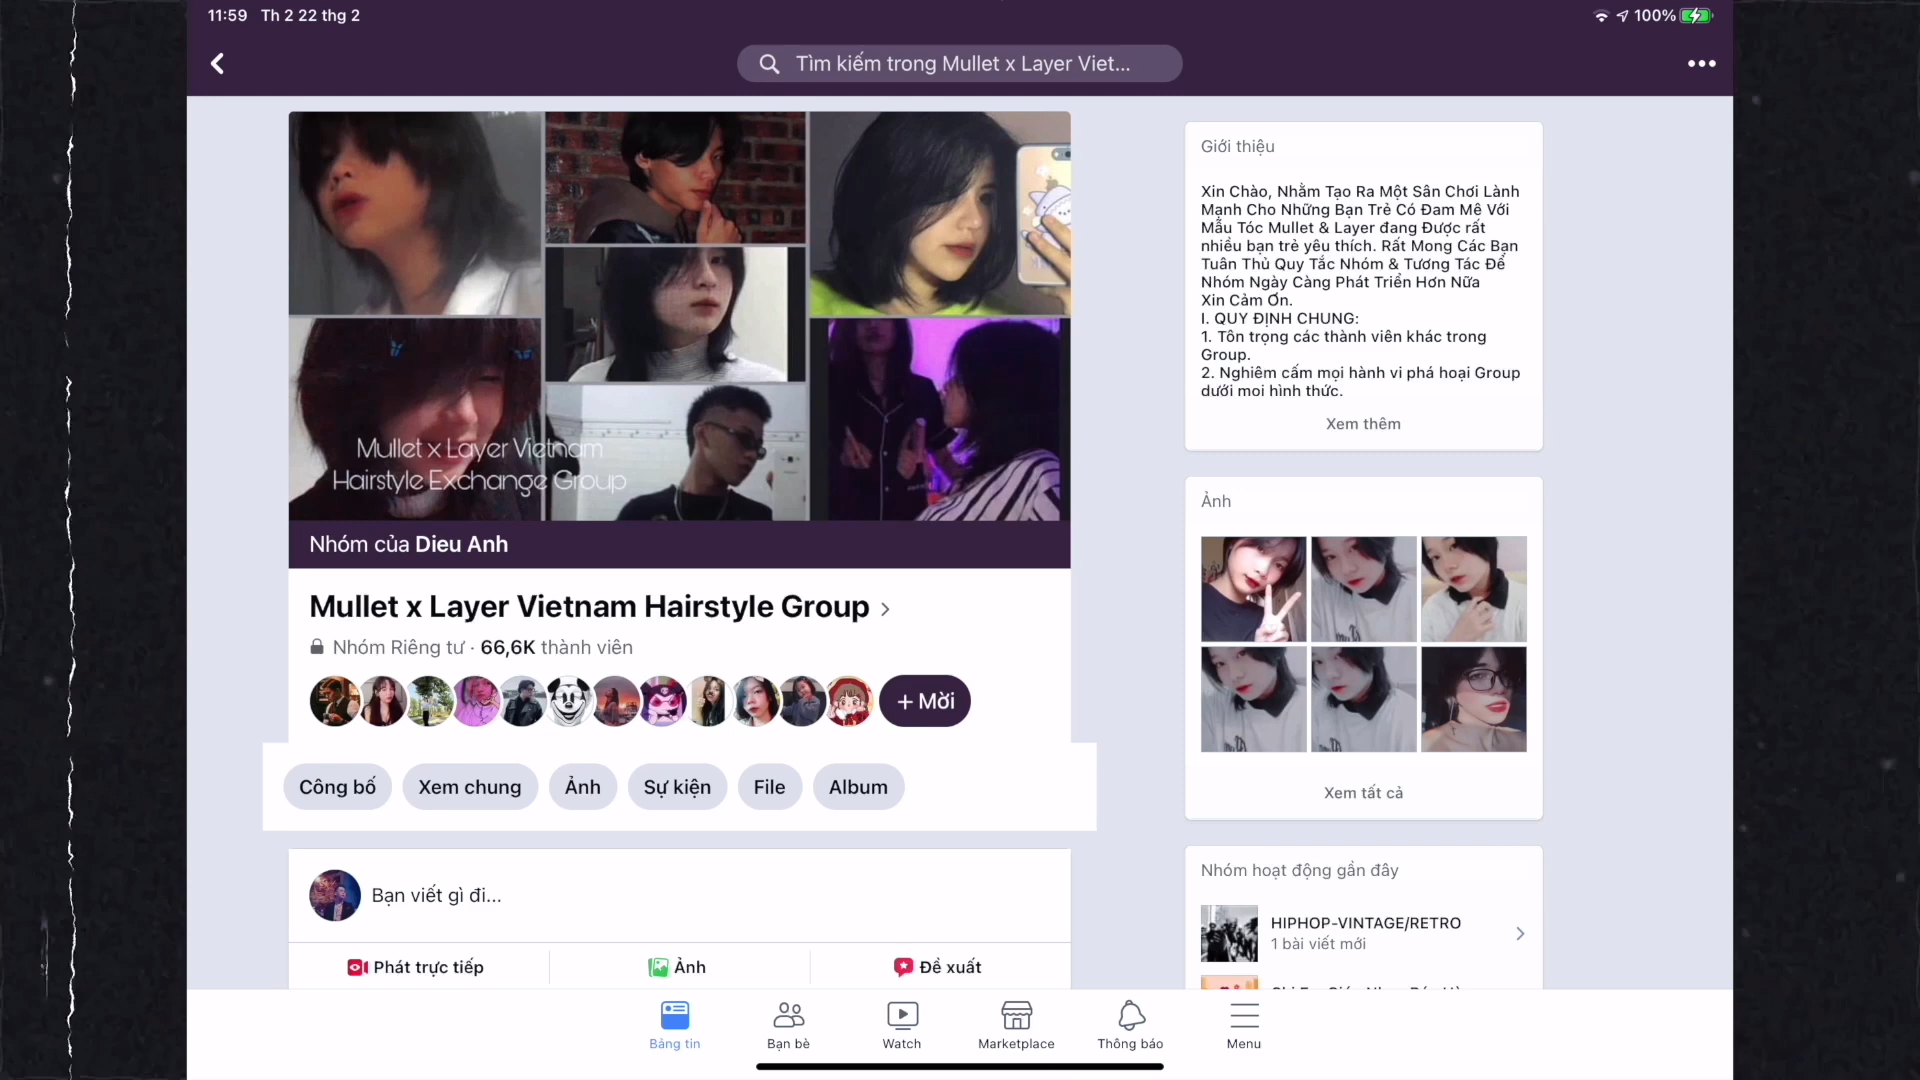 11:59 Th 2 22 thg 2
100%
Tìm kiếm trong Mullet x Layer Viet...
Mullet x Layer Vietnam
Hairstyle Exchange Group
Nhóm của Dieu Anh
Mullet x Layer Vietnam Hairstyle Group
Nhóm Riêng tư · 66,6K thành viên
+ Mời
Công bố
Xem chung
Ảnh
Sự kiện
File
Album
Bạn viết gì đi...
Phát trực tiếp
Ảnh
Đề xuất
Giới thiệu
Xin Chào, Nhằm Tạo Ra Một Sân Chơi Lành
Mạnh Cho Những Bạn Trẻ Có Đam Mê Với
Mẫu Tóc Mullet & Layer đang Được rất
nhiều bạn trẻ yêu thích. Rất Mong Các Bạn
Tuân Thủ Quy Tắc Nhóm & Tương Tác Để
Nhóm Ngày Càng Phát Triển Hơn Nữa
Xin Cảm Ơn.
I. QUY ĐỊNH CHUNG:
1. Tôn trọng các thành viên khác trong
Group.
2. Nghiêm cấm mọi hành vi phá hoại Group
dưới mọi hình thức.
Xem thêm
Ảnh
Xem tất cả
Nhóm hoạt động gần đây
HIPHOP-VINTAGE/RETRO
1 bài viết mới
Bảng tin
Bạn bè
Watch
Marketplace
Thông báo
Menu